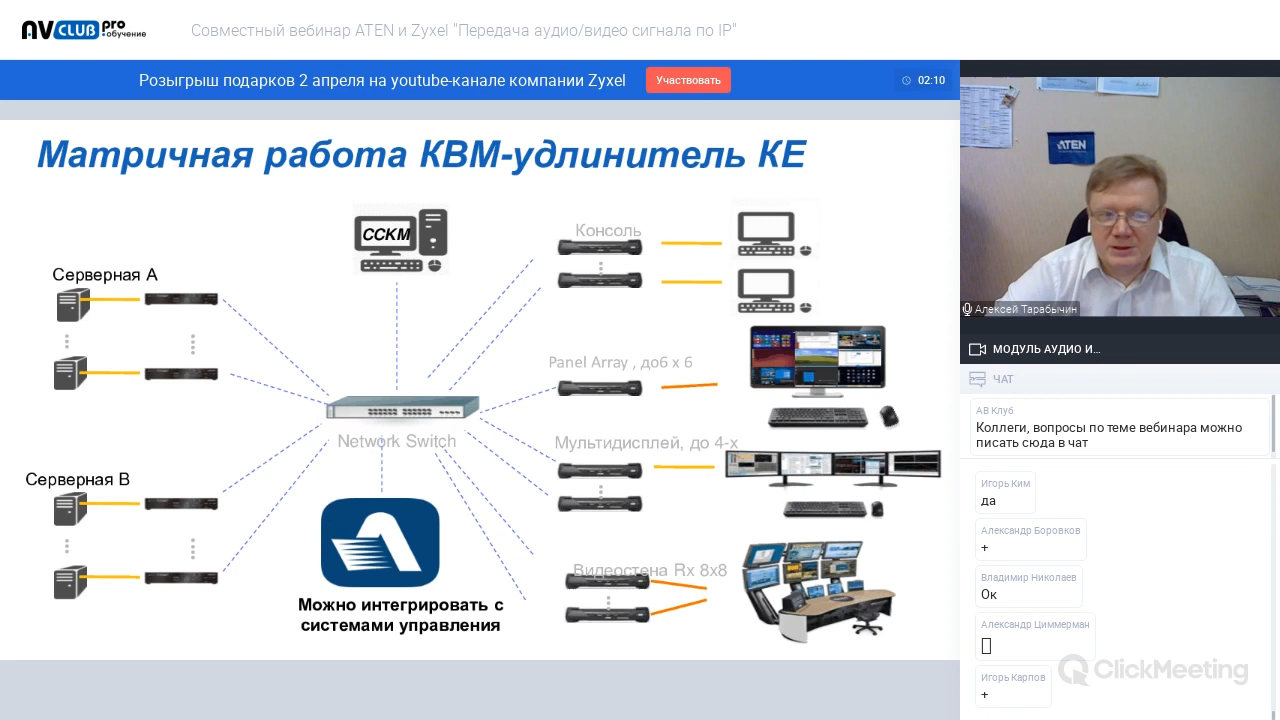 AVCLUB pro
•обучение
Совместный вебинар ATEN и Zyxel "Передача аудио/видео сигнала по IP"
Розыгрыш подарков 2 апреля на youtube-канале компании Zyxel
Участвовать
02:10
Матричная работа КВМ-удлинитель КЕ
CCKM
Серверная А
Network Switch
Серверная В
Можно интегрировать с
системами управления
Консоль
Panel Array , доб х 6
Мультидисплей, до 4-х
Видеостена Rx 8x8
ATEN
Алексей Тарабычин
МОДУЛЬ АУДИО И...
ЧАТ
АВ Клуб
Коллеги, вопросы по теме вебинара можно
писать сюда в чат
Игорь Ким
да
Александр Боровков
+
Владимир Николаев
Ок
Александр Циммерман
Игорь Карпов
+
ClickMeeting